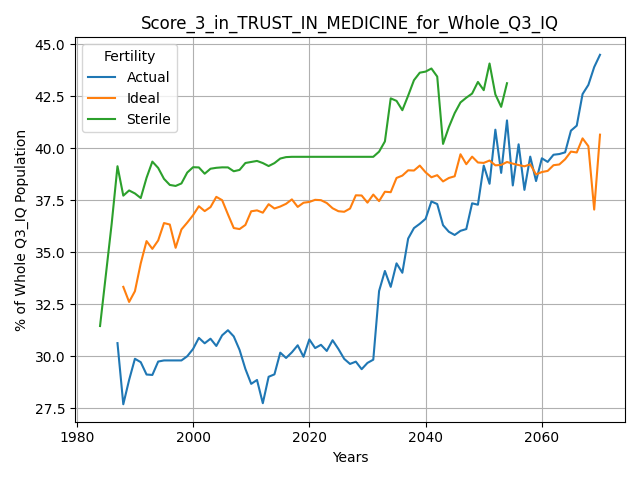 Score_3_in_TRUST_IN_MEDICINE_for_Whole_Q3_IQ
Fertility
Actual
Ideal
Sterile
% of Whole Q3_IQ Population
45.0
42.5
40.0
37.5
35.0
32.5
30.0
27.5
1980
2000
2020
2040
2060
Years